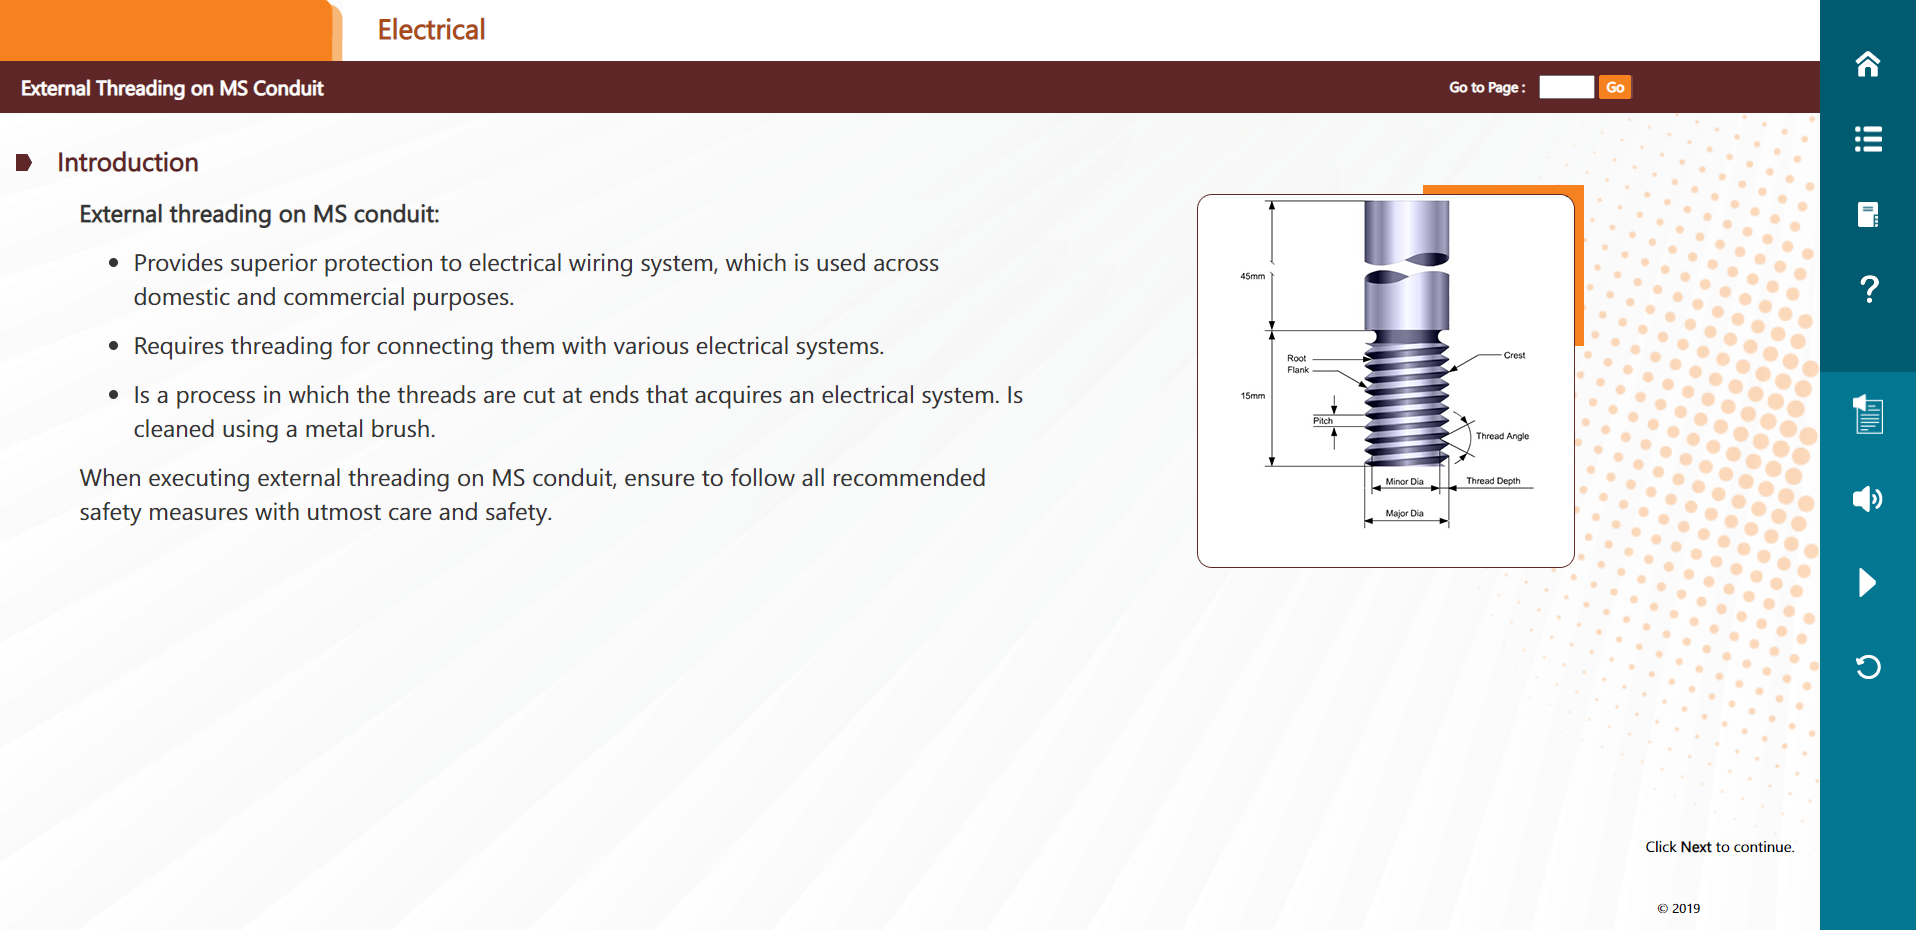 Electrical
External Threading on MS Conduit
Go to Page :
Go
Introduction
External threading on MS conduit:
• Provides superior protection to electrical wiring system, which is used across
domestic and commercial purposes.
• Requires threading for connecting them with various electrical systems.
• Is a process in which the threads are cut at ends that acquires an electrical system. Is
cleaned using a metal brush.
When executing external threading on MS conduit, ensure to follow all recommended
safety measures with utmost care and safety.
45mm
Root
Crest
Flank
15mm
Pitch
Thread Angle
Minor Dia
Thread Depth
Major Dia
Click Next to continue.
© 2019